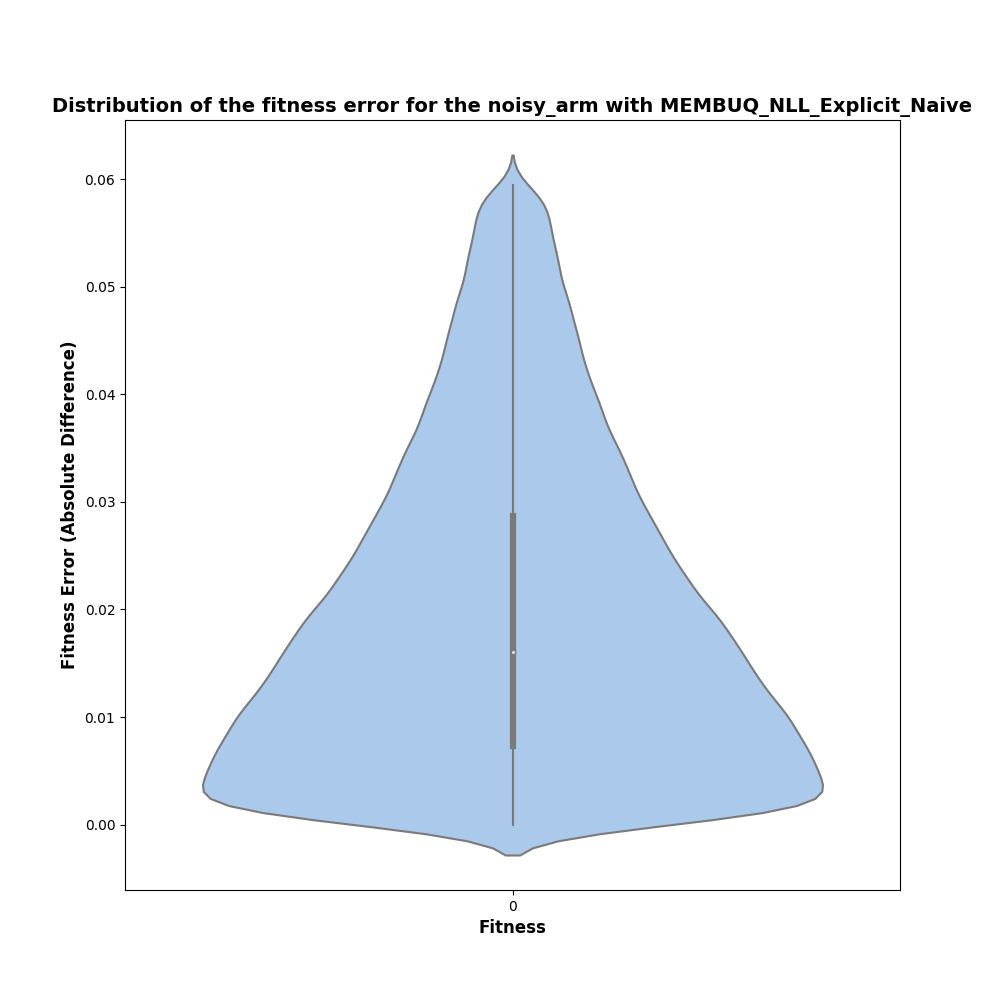 Distribution of the fitness error for the noisy_arm with MEMBUQ_NLL_Explicit_Naive
Fitness Error (Absolute Difference)
0.06
0.05
0.04
0.03
0.02
0.01
0.00
0
Fitness